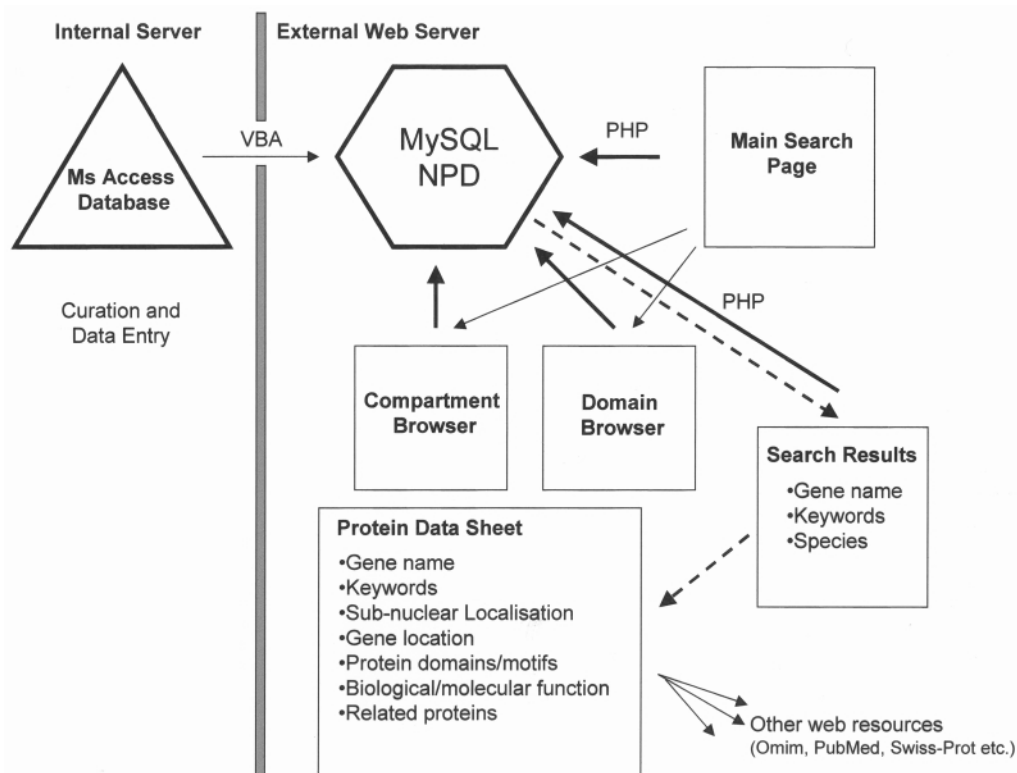 Internal Server
External Web Server
VBA
MySQL
NPD
PHP
Main Search
Page
Ms Access
Database
Curation and
Data Entry
PHP
Compartment
Browser
Domain
Browser
Search Results
•Gene name
•Keywords
•Species
Protein Data Sheet
•Gene name
•Keywords
•Sub-nuclear Localisation
•Gene location
•Protein domains/motifs
•Biological/molecular function
•Related proteins
Other web resources
(Omim, PubMed, Swiss-Prot etc.)